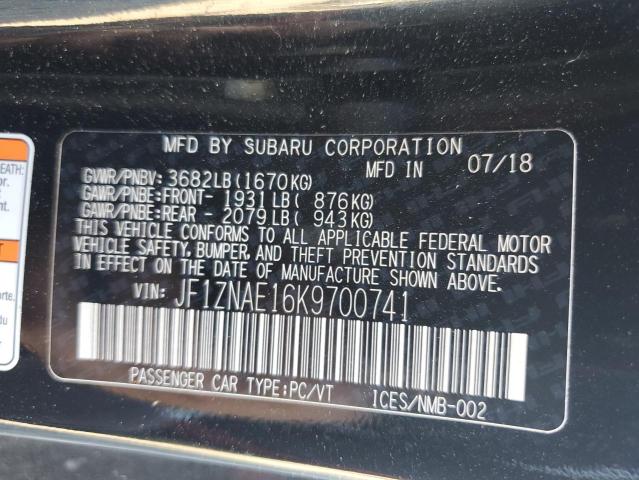 MFD BY SUBARU CORPORATION
MFD IN 07/18
GVWR/PNBV: 3682LB(1670KG)
GAWR/PNBE:FRONT- 1931LB( 876KG)
GAWR/PNBE:REAR - 2079LB( 943KG)
THIS VEHICLE CONFORMS TO ALL APPLICABLE FEDERAL MOTOR
VEHICLE SAFETY, BUMPER, AND THEFT PREVENTION STANDARDS
IN EFFECT ON THE DATE OF MANUFACTURE SHOWN ABOVE.
VIN: JF1ZNAE16K9700741
PASSENGER CAR TYPE:PC/VT ICES/NMB-002
EATH: